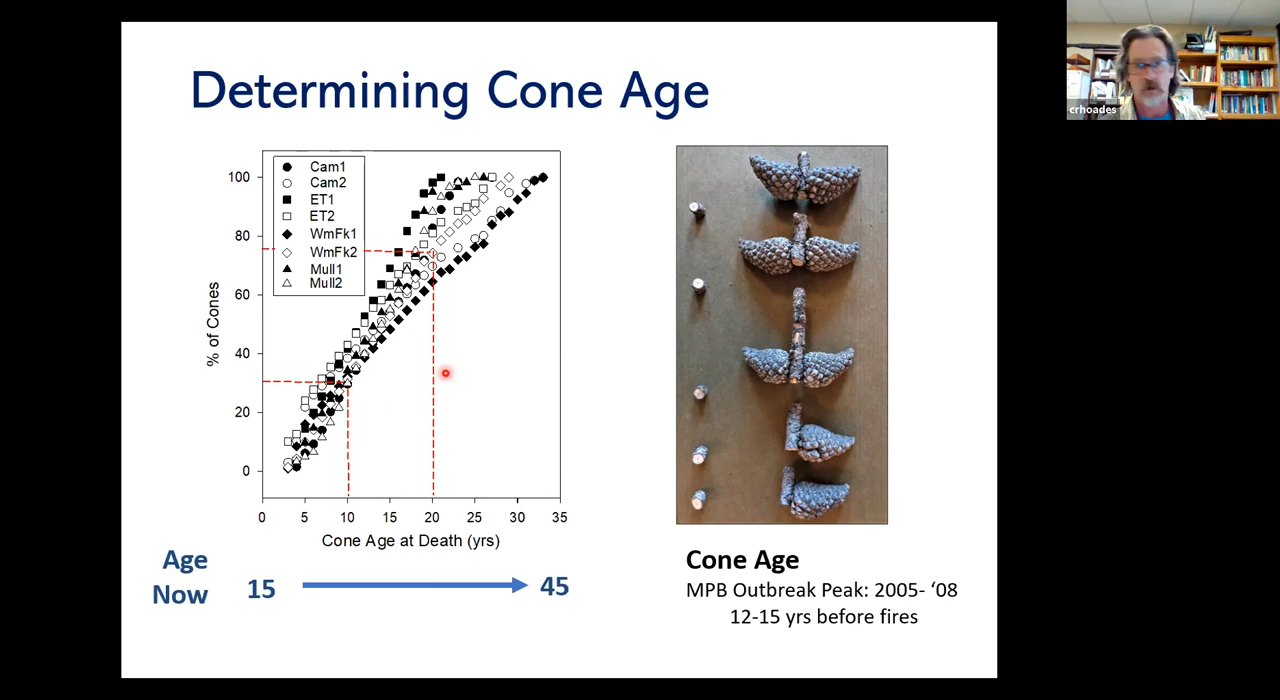 Determining Cone Age
crhoades
Cam1
Cam2
ET1
ET2
WmFk1
WmFk2
Mull1
Mull2
100
80
60
40
20
0
% of Cones
0 5 10 15 20 25 30 35
Cone Age at Death (yrs)
Age
Now
15
45
Cone Age
MPB Outbreak Peak: 2005- ‘08
12-15 yrs before fires